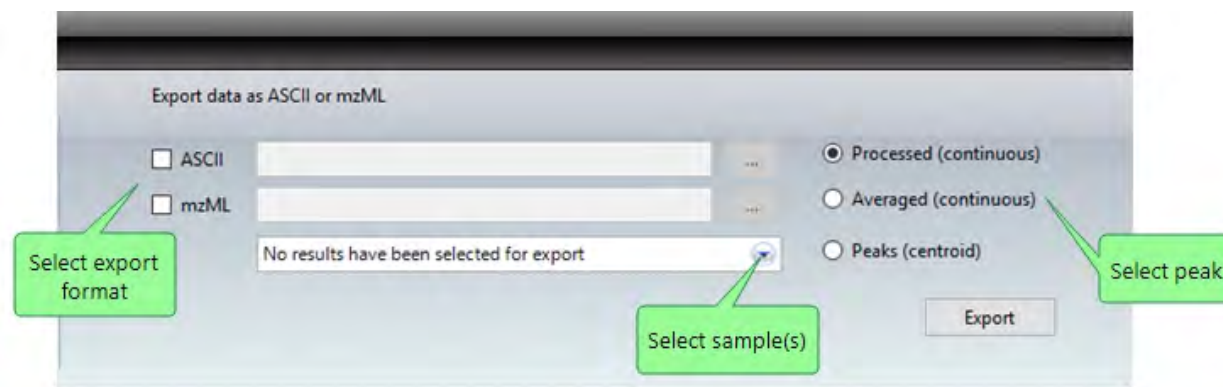 Export data as ASCII or mzML
ASCII
...
Processed (continuous)
mzML
...
Averaged (continuous)
Select export
format
No results have been selected for export
Peaks (centroid)
Select peak
Select sample(s)
Export